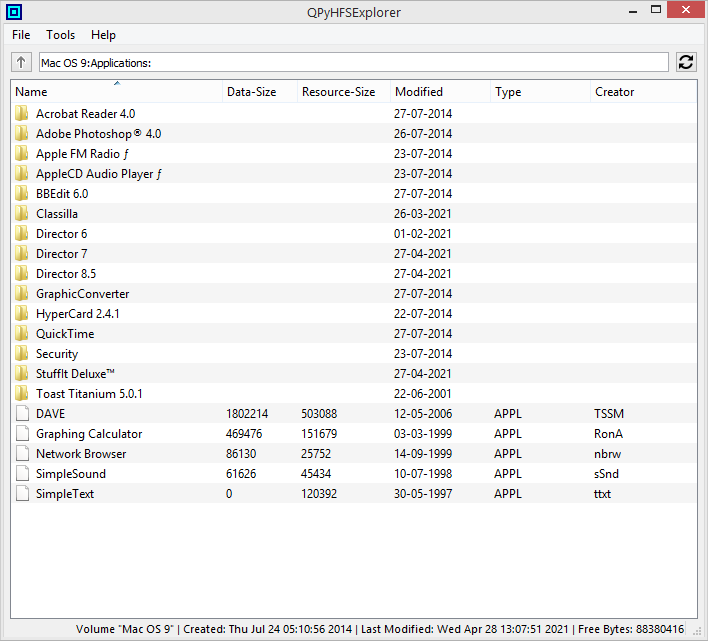 QPyHFSExplorer
File Tools Help
Mac OS 9:Applications:
Name Data-Size Resource-Size Modified Type Creator
Acrobat Reader 4.0 27-07-2014
Adobe Photoshop® 4.0 26-07-2014
Apple FM Radio ƒ 23-07-2014
AppleCD Audio Player ƒ 23-07-2014
BBEdit 6.0 27-07-2014
Classilla 26-03-2021
Director 6 01-02-2021
Director 7 27-04-2021
Director 8.5 27-04-2021
GraphicConverter 27-07-2014
HyperCard 2.4.1 22-07-2014
QuickTime 27-07-2014
Security 23-07-2014
StuffIt Deluxe™ 27-04-2021
Toast Titanium 5.0.1 22-06-2001
DAVE 1802214 503088 12-05-2006 APPL TSSM
Graphing Calculator 469476 151679 03-03-1999 APPL RonA
Network Browser 86130 25752 14-09-1999 APPL nbrw
SimpleSound 61626 45434 10-07-1998 APPL sSnd
SimpleText 0 120392 30-05-1997 APPL ttxt
Volume "Mac OS 9" | Created: Thu Jul 24 05:10:56 2014 | Last Modified: Wed Apr 28 13:07:51 2021 | Free Bytes: 88380416